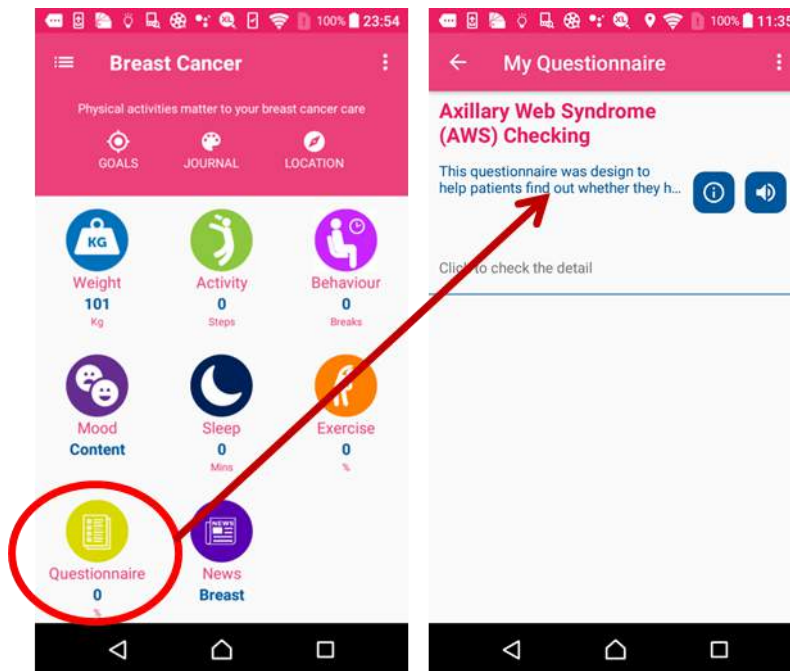 100% 23:54
Breast Cancer
Physical activities matter to your breast cancer care
GOALS JOURNAL LOCATION
KG
Weight Activity Behaviour
101 0 0
Kg Steps Breaks
Mood Sleep Exercise
Content 0 0
Mins %
NEWS
Questionnaire News
0 Breast
%
XL 100% 11:35
My Questionnaire
Axillary Web Syndrome
(AWS) Checking
This questionnaire was design to
help patients find out whether they h...
Click to check the detail